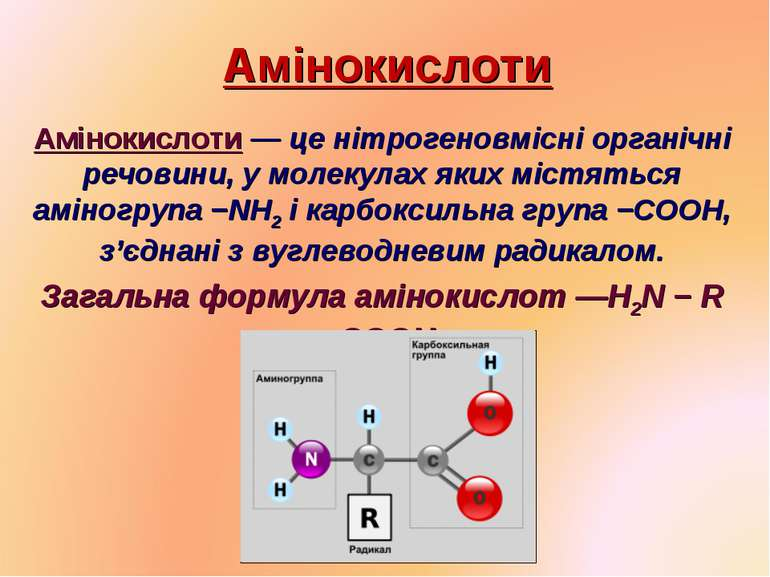 Амінокислоти
Амінокислоти — це нітрогеновмісні органічні
речовини, у молекулах яких містяться
аміногрупа –NH₂ і карбоксильна група –COOH,
з’єднані з вуглеводневим радикалом.
Загальна формула амінокислот —H₂N – R
Карбоксильная
группа
Аминогруппа
H
H
H
O
N
C
C
H
O
R
Радикал